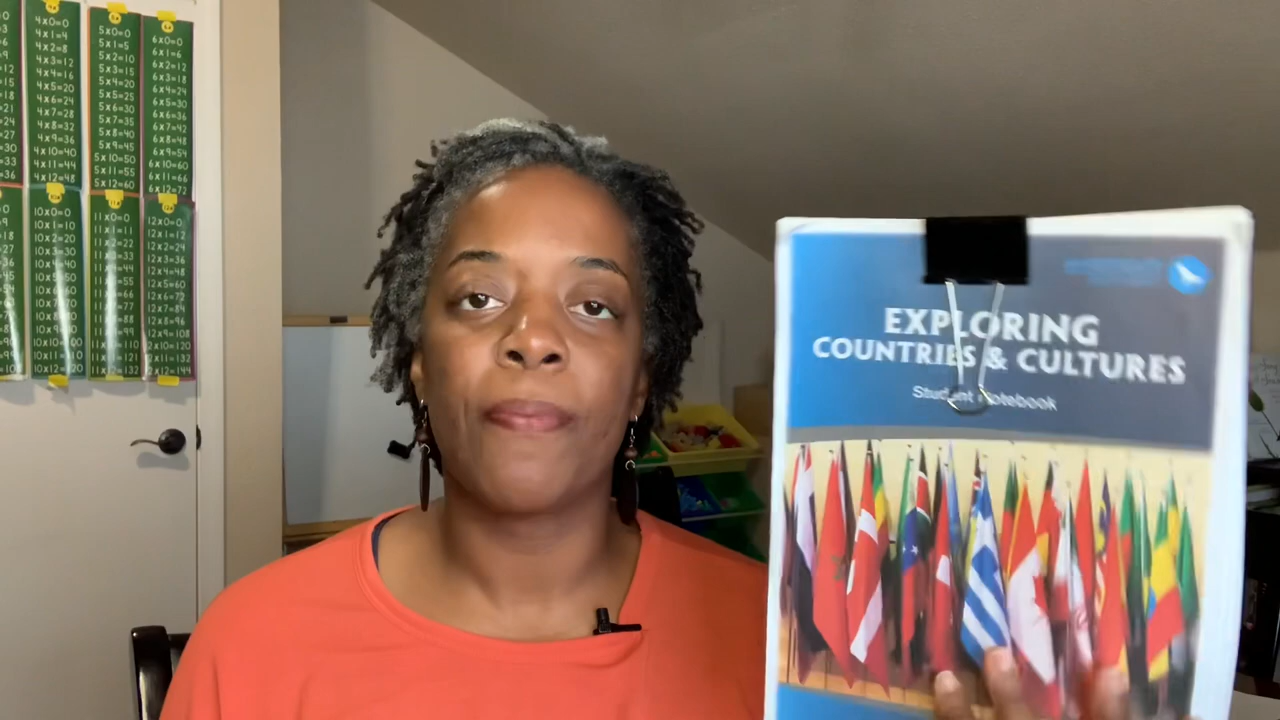 4x0=0
4x1=4
4x2=8
4x3=12
4x4=16
4x5=20
4x6=24
4x7=28
4x8=32
4x9=36
4x10=40
4x11=44
4x12=48
5x0=0
5x1=5
5x2=10
5x3=15
5x4=20
5x5=25
5x6=30
5x7=35
5x8=40
5x9=45
5x10=50
5x11=55
5x12=60
6x0=0
6x1=6
6x2=12
6x3=18
6x4=24
6x5=30
6x6=36
6x7=42
6x8=48
6x9=54
6x10=60
6x11=66
6x12=72
10x0=0
10x1=10
10x2=20
10x3=30
10x4=40
10x5=50
10x6=60
10x7=70
10x8=80
10x9=90
10x10=100
10x11=110
10x12=120
11x0=0
11x1=11
11x2=22
11x3=33
11x4=44
11x5=55
11x6=66
11x7=77
11x8=88
11x9=99
11x10=110
11x11=121
11x12=132
12x0=0
12x1=12
12x2=24
12x3=36
12x4=48
12x5=60
12x6=72
12x7=84
12x8=96
12x9=108
12x10=120
12x11=132
12x12=144
EXPLORING
COUNTRIES & CULTURES
Student Notebook